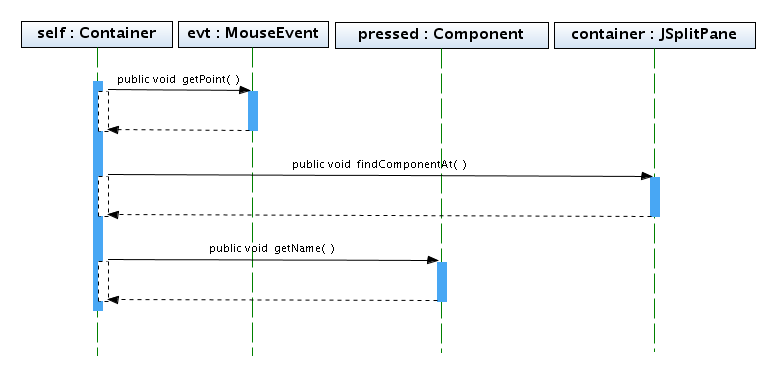 self : Container
evt : MouseEvent
pressed : Component
container : JSplitPane
public void getPoint( )
public void findComponentAt( )
public void getName( )